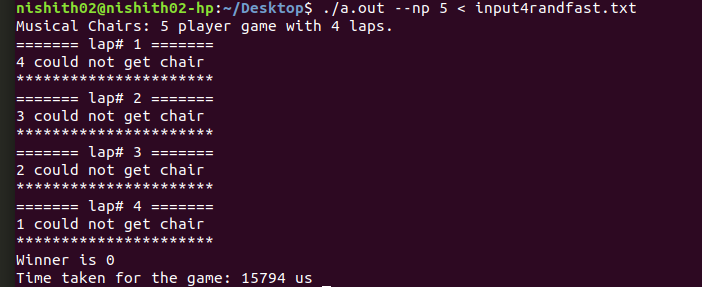 nishith02@nishith02-hp:~/Desktop$ ./a.out --np 5 < input4randfast.txt
Musical Chairs: 5 player game with 4 laps.
======= lap# 1 =======
4 could not get chair
**********************
======= lap# 2 =======
3 could not get chair
**********************
======= lap# 3 =======
2 could not get chair
**********************
======= lap# 4 =======
1 could not get chair
**********************
Winner is 0
Time taken for the game: 15794 us